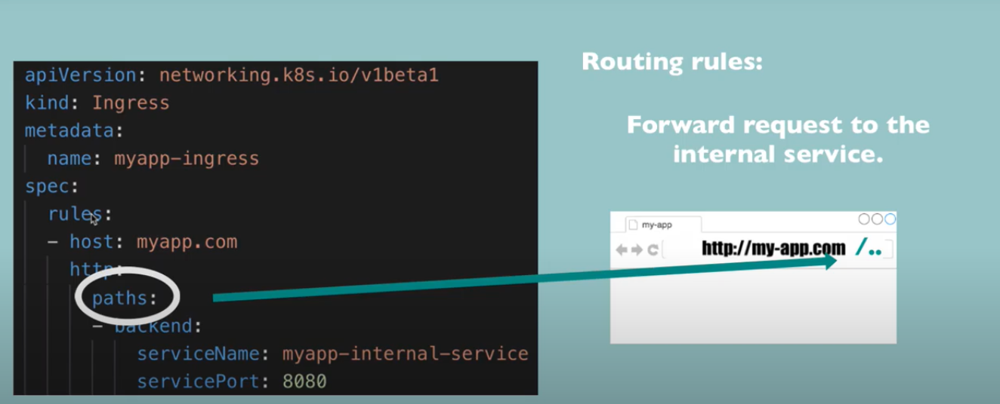 apiVersion: networking.k8s.io/v1beta1
kind: Ingress
metadata:
  name: myapp-ingress
spec:
  rules:
  - host: myapp.com
    http:
      paths:
      - backend:
          serviceName: myapp-internal-service
          servicePort: 8080
Routing rules:
Forward request to the
internal service.
my-app
http://my-app.com /..